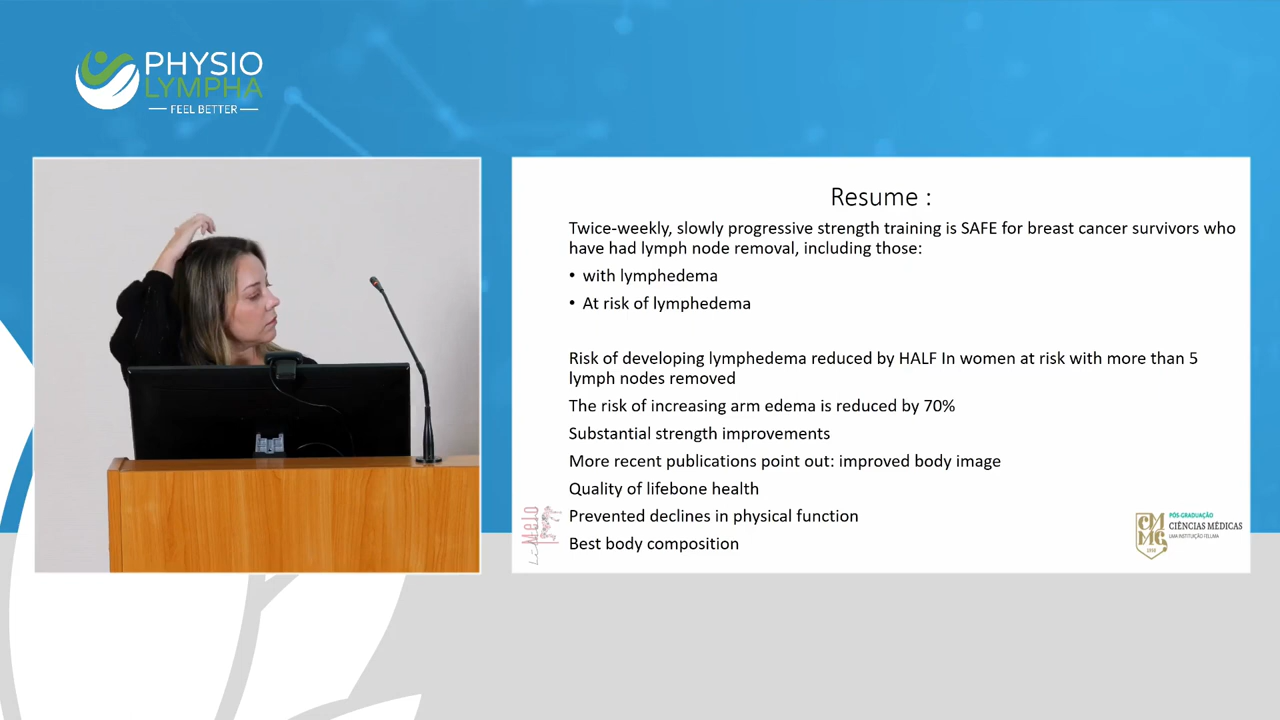 PHYSIO
LYMPHA
FEEL BETTER
Resume :
Twice-weekly, slowly progressive strength training is SAFE for breast cancer survivors who
have had lymph node removal, including those:
• with lymphedema
• At risk of lymphedema
Risk of developing lymphedema reduced by HALF In women at risk with more than 5
lymph nodes removed
The risk of increasing arm edema is reduced by 70%
Substantial strength improvements
More recent publications point out: improved body image
Quality of lifebone health
Prevented declines in physical function
Best body composition
Melo
PÓS-GRADUAÇÃO
CIÊNCIAS MÉDICAS
UMA INSTITUIÇÃO FELUMA